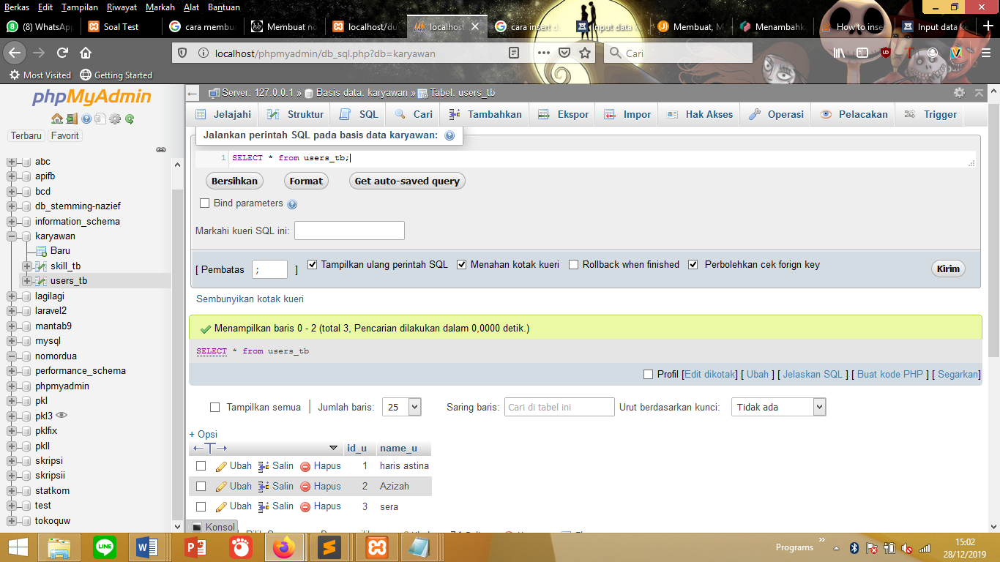 Berkas Edit Tampilan Riwayat Markah Alat Bantuan
(8) WhatsAp Soal Test cara membu Membuat no localhost/du localhost cara insert d Input data Membuat, M Menambahk How to inse Input data ke
localhost/phpmyadmin/db_sql.php?db=karyawan Cari
Most Visited Getting Started
phpMyAdmin
Terbaru Favorit
abc
apifb
bcd
db_stemming-nazief
information_schema
karyawan
Baru
skill_tb
users_tb
lagilagi
laravel2
mantab9
mysql
nomordua
performance_schema
phpmyadmin
pkl
pkl3
pklfix
pkll
skripsi
skripsii
statkom
test
tokoquw
Server: 127.0.0.1 » Basis data: karyawan » Tabel: users_tb
Jelajahi Struktur SQL Cari Tambahkan Ekspor Impor Hak Akses Operasi Pelacakan Trigger
Jalankan perintah SQL pada basis data karyawan:
1 SELECT * from users_tb;
Bersihkan Format Get auto-saved query
Bind parameters
Markahi kueri SQL ini:
[ Pembatas ; ] Tampilkan ulang perintah SQL Menahan kotak kueri Rollback when finished Perbolehkan cek forign key Kirim
Sembunyikan kotak kueri
Menampilkan baris 0 - 2 (total 3, Pencarian dilakukan dalam 0,0000 detik.)
SELECT * from users_tb
Profil [Edit dikotak] [ Ubah ] [ Jelaskan SQL ] [ Buat kode PHP ] [ Segarkan]
Tampilkan semua Jumlah baris: 25 Saring baris: Cari di tabel ini Urut berdasarkan kunci: Tidak ada
+ Opsi
id_u name_u
Ubah Salin Hapus 1 haris astina
Ubah Salin Hapus 2 Azizah
Ubah Salin Hapus 3 sera
Konsol
Programs
15:02
28/12/2019